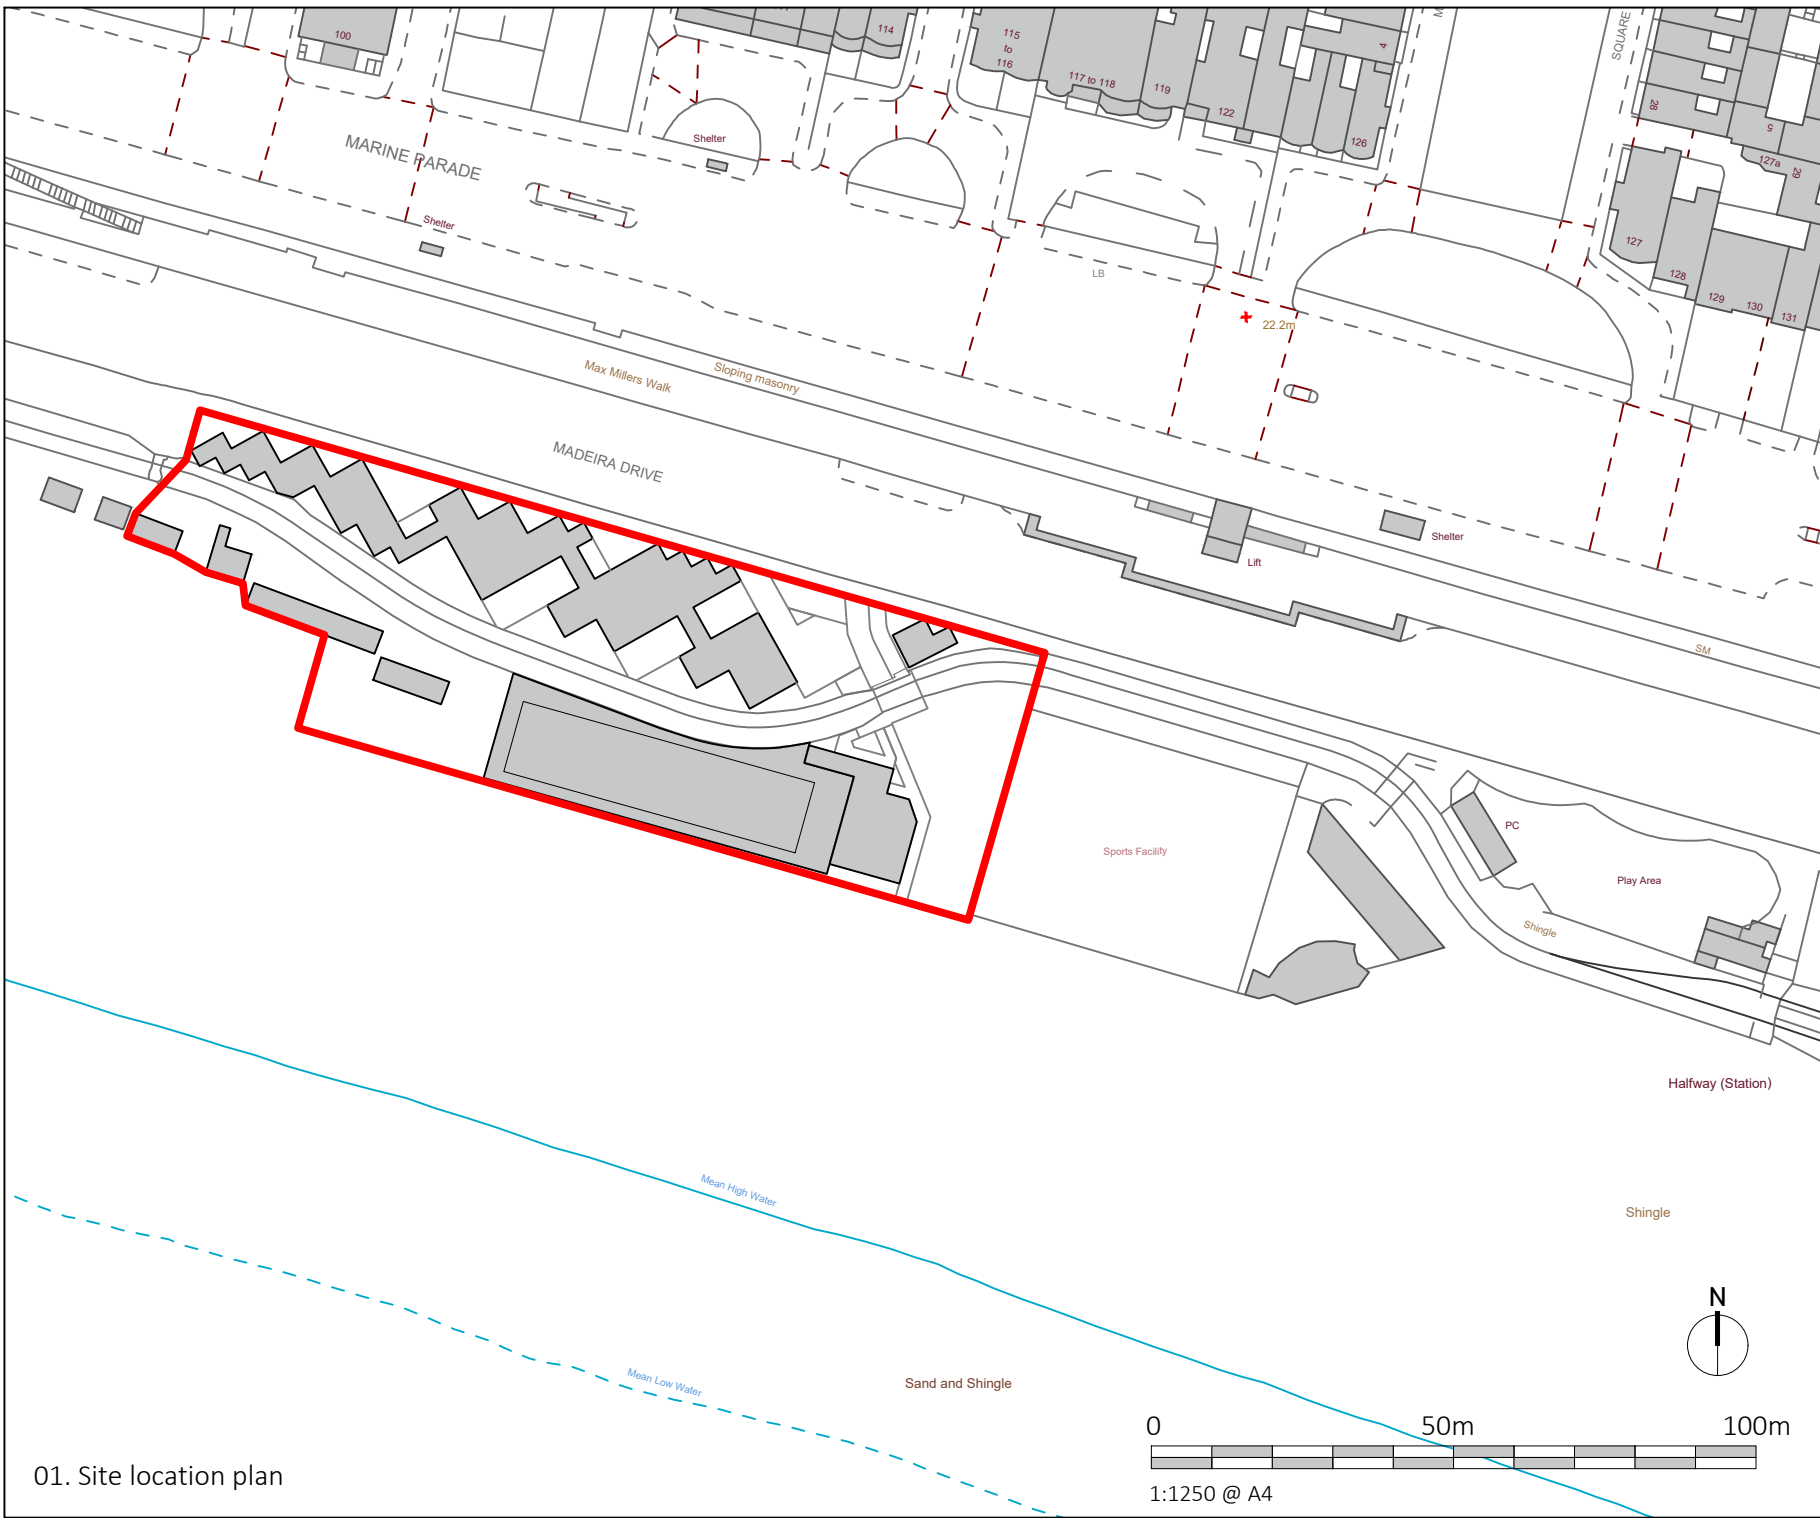 100
114
115
to
116
117 to 118
119
122
126
4
SQUARE
28
5
127a
29
127
128
129
130
131
MARINE PARADE
Shelter
Shelter
LB
22.2m
Max Millers Walk
Sloping masonry
MADEIRA DRIVE
Lift
Shelter
SM
Sports Facility
PC
Play Area
Shingle
Halfway (Station)
Mean High Water
Shingle
Mean Low Water
Sand and Shingle
N
0 50m 100m
1:1250 @ A4
01. Site location plan